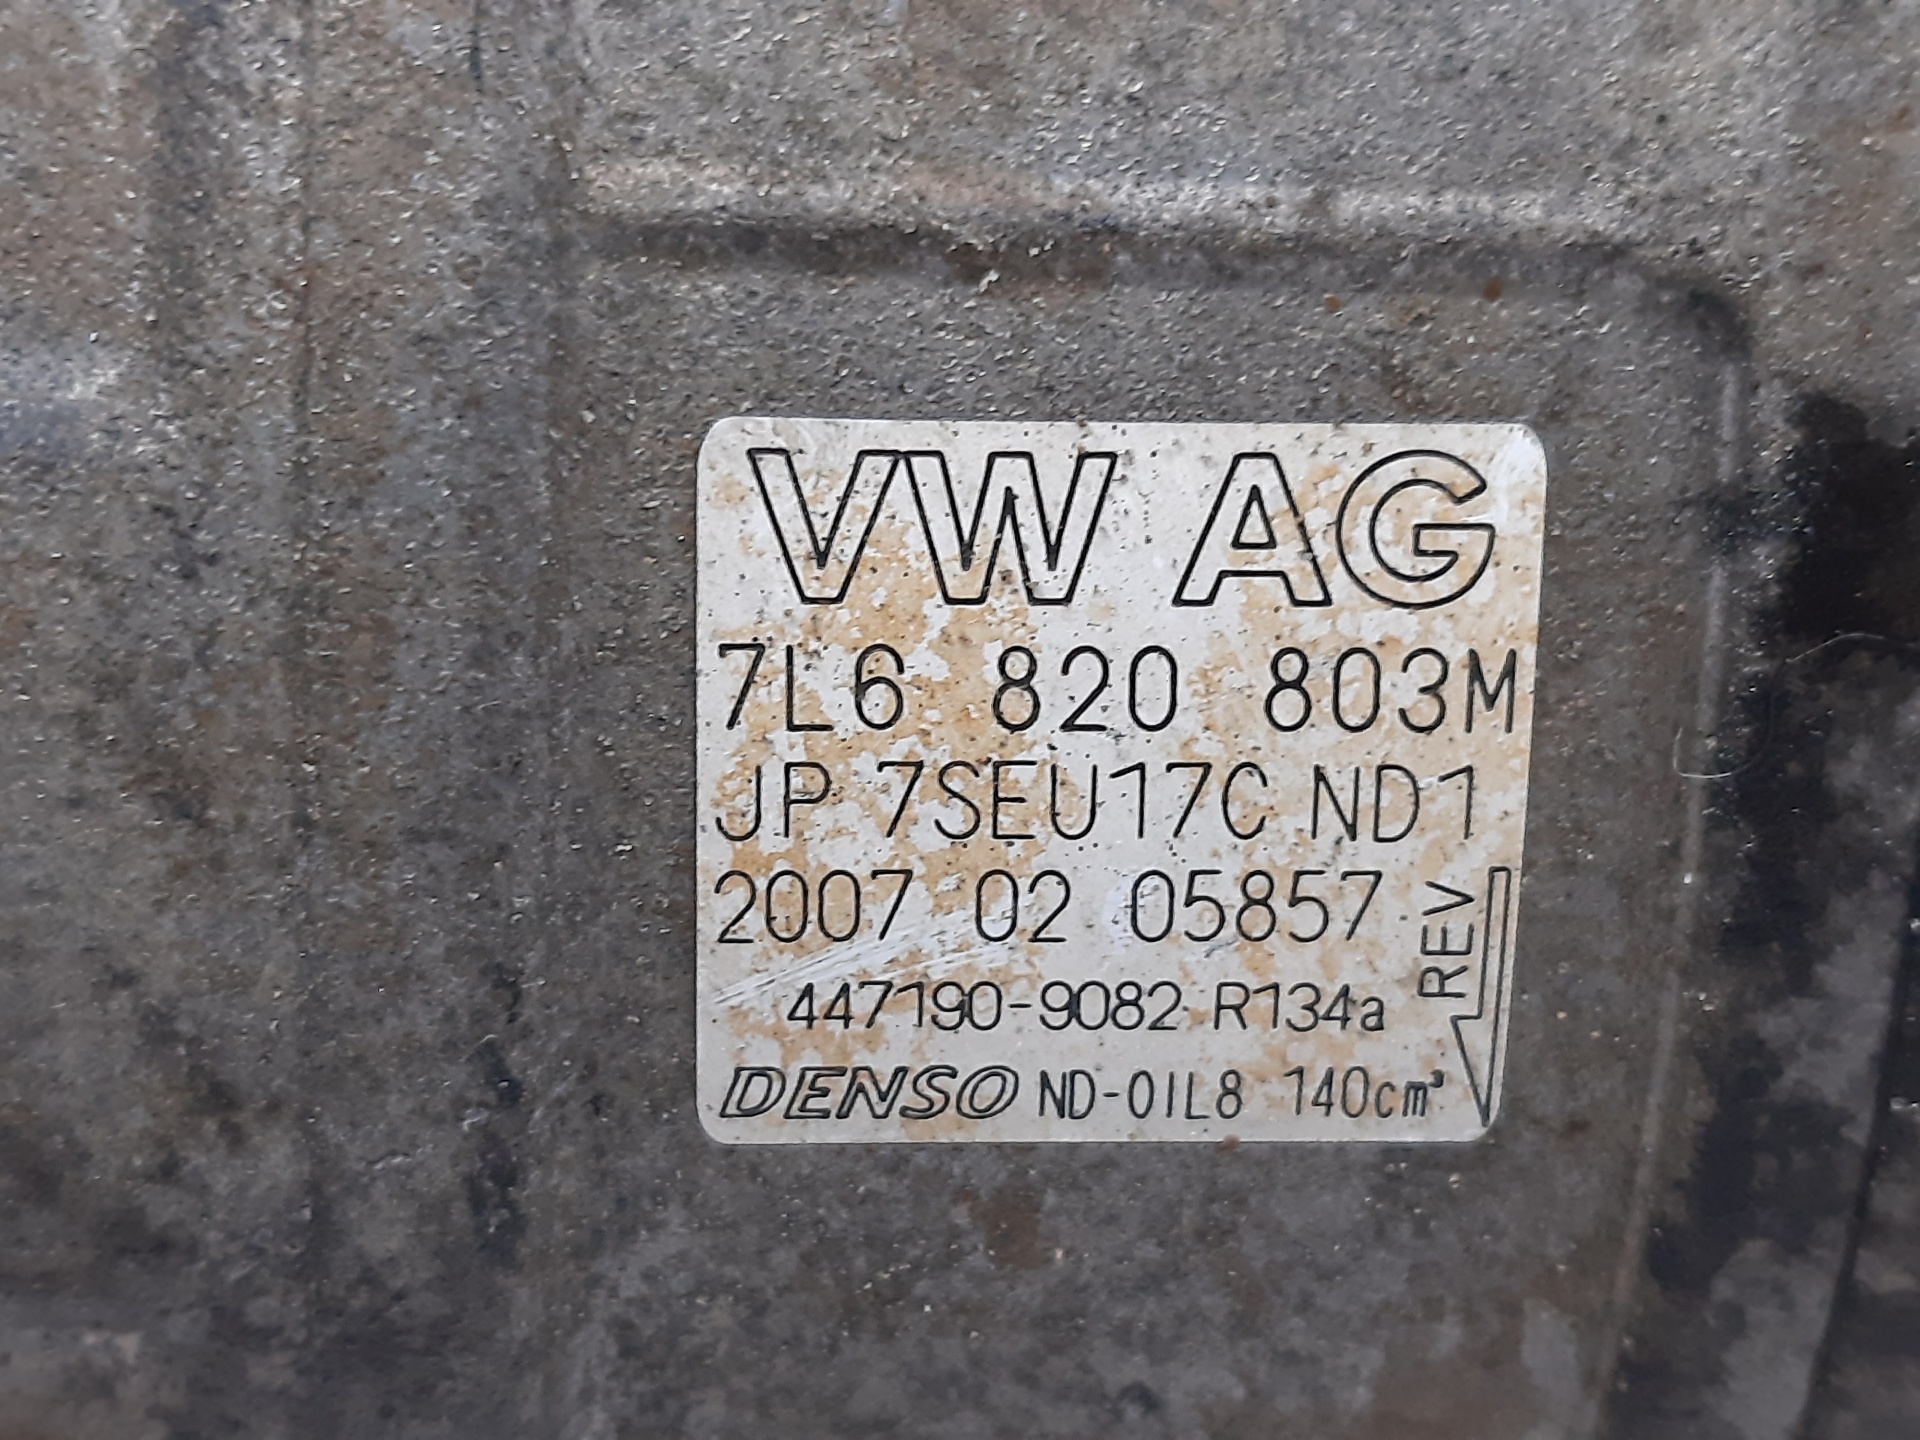 VW AG
7L6 820 803M
JP 7SEU17C ND1
2007 02 05857
REV
447190-9082 R134a
DENSO ND-OIL8 140cm³